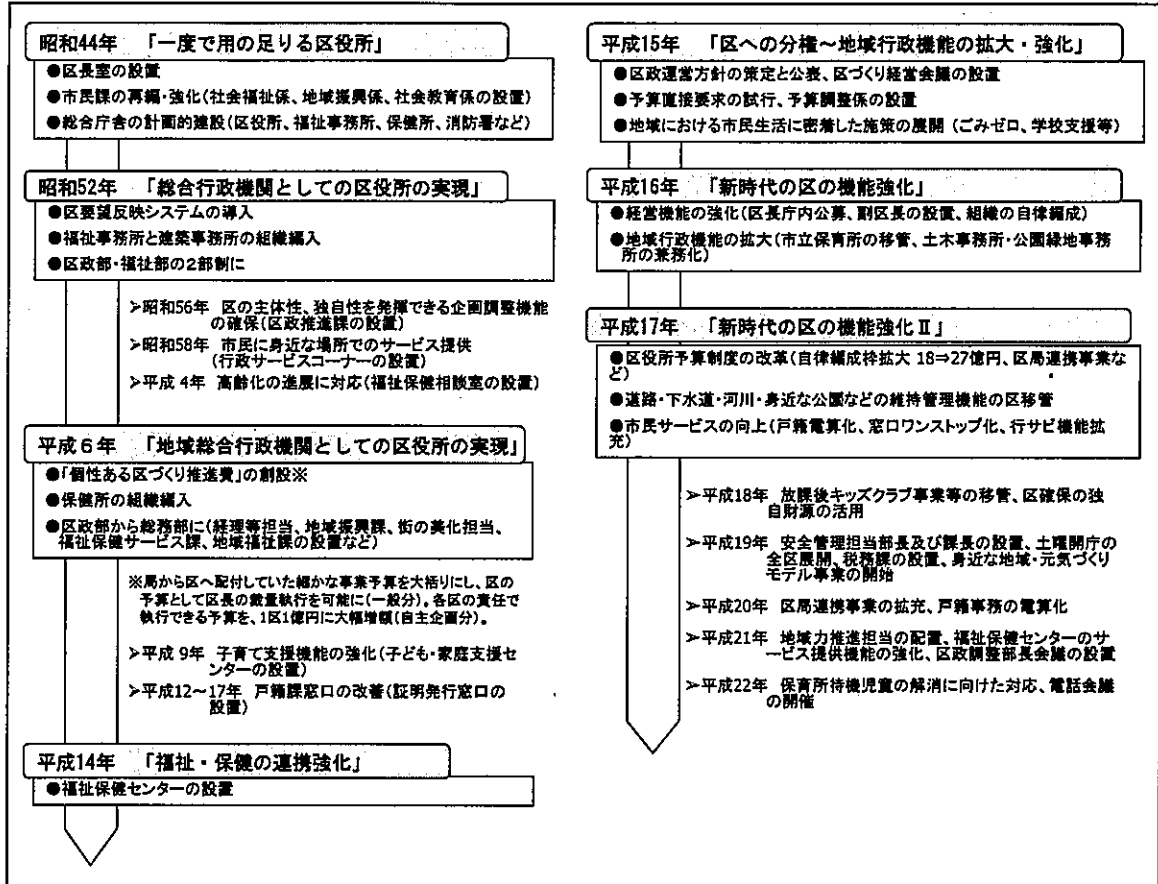 昭和44年 「一度で用の足りる区役所」
●区長室の設置
●市民課の再編・強化(社会福祉係、地域振興係、社会教育係の設置)
●総合庁舎の計画的建設(区役所、福祉事務所、保健所、消防署など)
昭和52年 「総合行政機関としての区役所の実現」
●区要望反映システムの導入
●福祉事務所と建築事務所の組織編入
●区政部・福祉部の2部制に
➢昭和56年 区の主体性、独自性を発揮できる企画調整機能
の確保(区政推進課の設置)
➢昭和58年 市民に身近な場所でのサービス提供
(行政サービスコーナーの設置)
➢平成 4年 高齢化の進展に対応(福祉保健相談室の設置)
平成6年 「地域総合行政機関としての区役所の実現」
●「個性ある区づくり推進費」の創設※
●保健所の組織編入
●区政部から総務部に(経理等担当、地域振興課、街の美化担当、
福祉保健サービス課、地域福祉課の設置など)
※局から区へ配付していた細かな事業予算を大括りにし、区の
予算として区長の裁量執行を可能に(一般分)。各区の責任で
執行できる予算を、1区1億円に大幅増額(自主企画分)。
➢平成 9年 子育て支援機能の強化(子ども・家庭支援セ
ンターの設置)
➢平成12～17年 戸籍課窓口の改善(証明発行窓口の
設置)
平成14年 「福祉・保健の連携強化」
●福祉保健センターの設置
平成15年 「区への分権～地域行政機能の拡大・強化」
●区政運営方針の策定と公表、区づくり経営会議の設置
●予算直接要求の試行、予算調整係の設置
●地域における市民生活に密着した施策の展開 (ごみゼロ、学校支援等)
平成16年 「新時代の区の機能強化」
●経営機能の強化(区長庁内公募、副区長の設置、組織の自律編成)
●地域行政機能の拡大(市立保育所の移管、土木事務所・公園緑地事務
所の兼務化)
平成17年 「新時代の区の機能強化Ⅱ」
●区役所予算制度の改革(自律編成枠拡大 18⇒27億円、区局連携事業な
ど)
●道路・下水道・河川・身近な公園などの維持管理機能の区移管
●市民サービスの向上(戸籍電算化、窓口ワンストップ化、行サビ機能拡
充)
➢平成18年 放課後キッズクラブ事業等の移管、区確保の独
自財源の活用
➢平成19年 安全管理担当部長及び課長の設置、土曜開庁の
全区展開、税務課の設置、身近な地域・元気づくり
モデル事業の開始
➢平成20年 区局連携事業の拡充、戸籍事務の電算化
➢平成21年 地域力推進担当の配置、福祉保健センターのサ
ービス提供機能の強化、区政調整部長会議の設置
➢平成22年 保育所待機児童の解消に向けた対応、電話会議
の開催